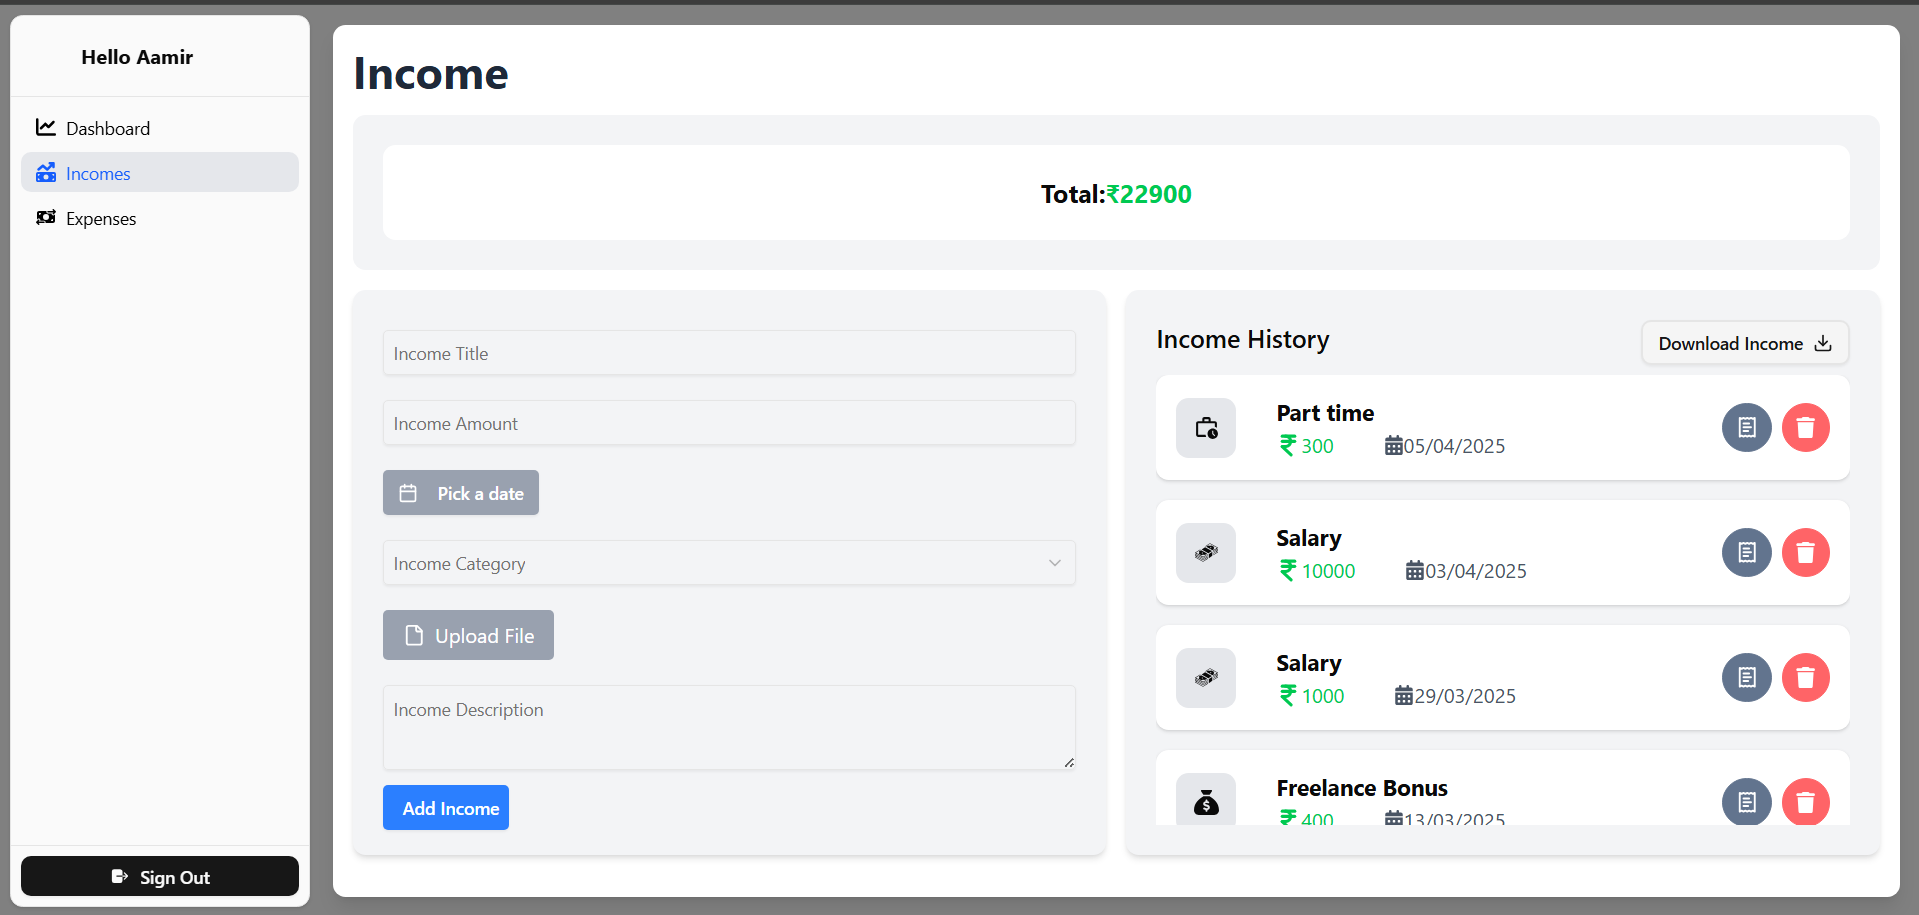 Hello Aamir
Dashboard
Incomes
Expenses
Sign Out
Income
Total:₹22900
Income Title
Income Amount
Pick a date
Income Category
Upload File
Income Description
Add Income
Income History
Download Income
Part time
₹ 300 05/04/2025
Salary
₹ 10000 03/04/2025
Salary
₹ 1000 29/03/2025
Freelance Bonus
₹ 400 13/03/2025